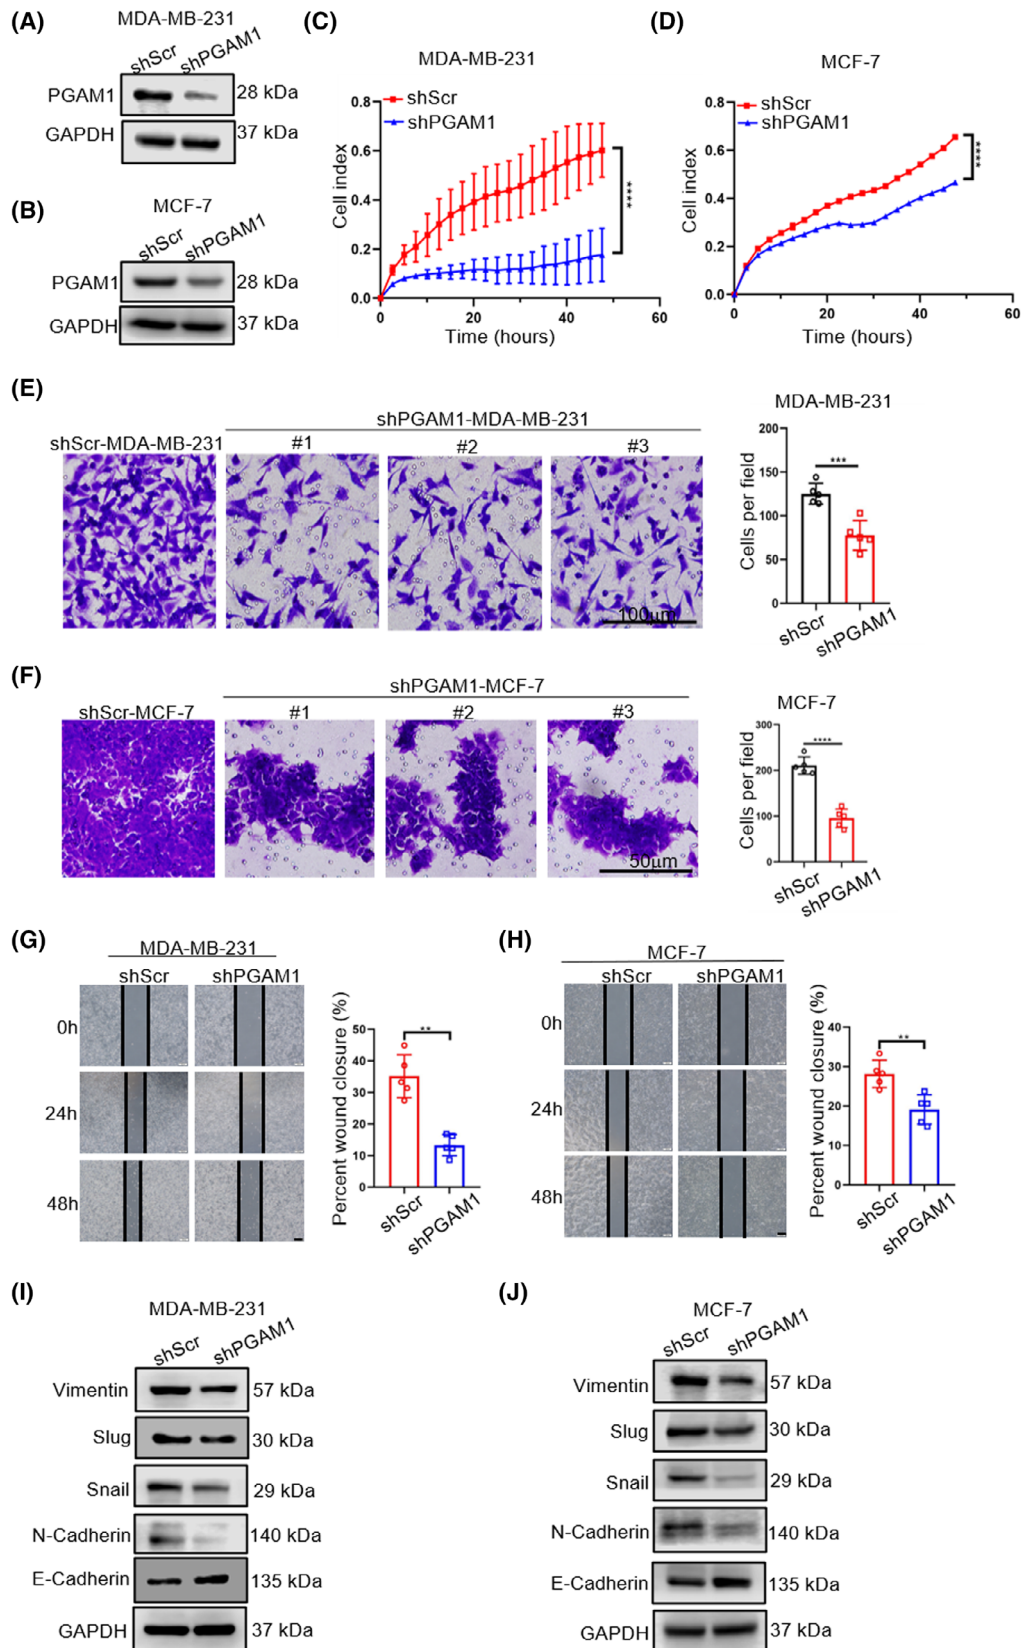 (A)
MDA-MB-231
shScr shPGAM1
PGAM1 28 kDa
GAPDH 37 kDa
(B)
MCF-7
shScr shPGAM1
PGAM1 28 kDa
GAPDH 37 kDa
(C)
MDA-MB-231
shScr
shPGAM1
Cell index
0.8
0.6
0.4
0.2
0.0
****
0 20 40 60
Time (hours)
(D)
MCF-7
shScr
shPGAM1
Cell index
0.8
0.6
0.4
0.2
0.0
****
0 20 40 60
Time (hours)
(E)
shPGAM1-MDA-MB-231
shScr-MDA-MB-231 #1 #2 #3
100μm
MDA-MB-231
Cells per field
200
150
100
50
0
***
shScr shPGAM1
(F)
shPGAM1-MCF-7
shScr-MCF-7 #1 #2 #3
50μm
MCF-7
Cells per field
300
200
100
0
****
shScr shPGAM1
(G)
MDA-MB-231
shScr shPGAM1
0h
24h
48h
Percent wound closure (%)
50
40
30
20
10
0
**
shScr shPGAM1
(H)
MCF-7
shScr shPGAM1
0h
24h
48h
Percent wound closure (%)
40
30
20
10
0
**
shScr shPGAM1
(I)
MDA-MB-231
shScr shPGAM1
Vimentin 57 kDa
Slug 30 kDa
Snail 29 kDa
N-Cadherin 140 kDa
E-Cadherin 135 kDa
GAPDH 37 kDa
(J)
MCF-7
shScr shPGAM1
Vimentin 57 kDa
Slug 30 kDa
Snail 29 kDa
N-Cadherin 140 kDa
E-Cadherin 135 kDa
GAPDH 37 kDa